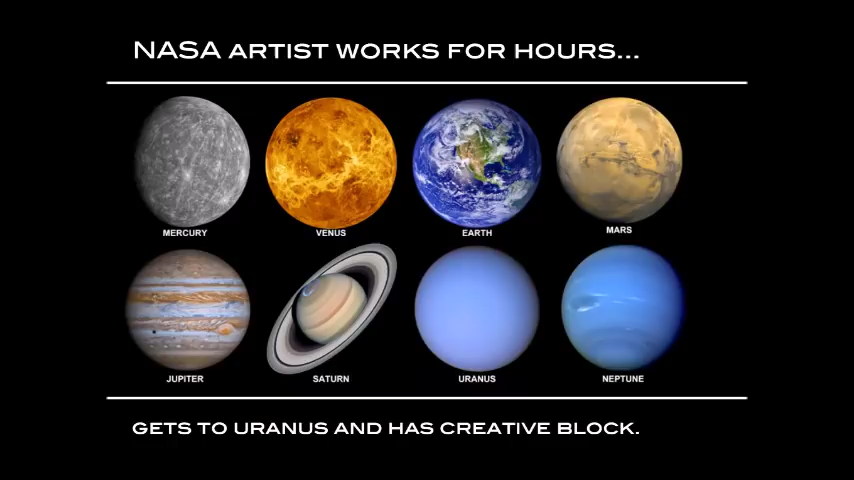 NASA ARTIST WORKS FOR HOURS...
MERCURY VENUS EARTH MARS
JUPITER SATURN URANUS NEPTUNE
GETS TO URANUS AND HAS CREATIVE BLOCK.